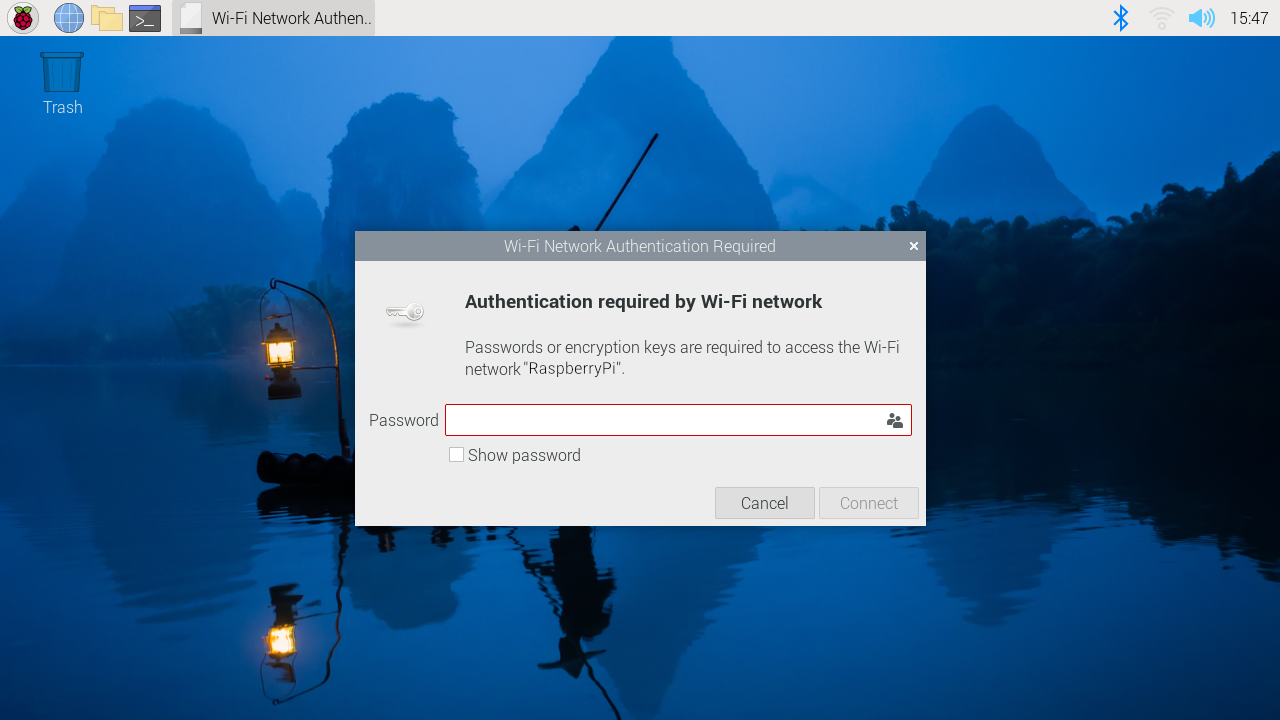 Wi-Fi Network Authen..
15:47
Trash
Wi-Fi Network Authentication Required
Authentication required by Wi-Fi network
Passwords or encryption keys are required to access the Wi-Fi
network "RaspberryPi".
Password
Show password
Cancel
Connect